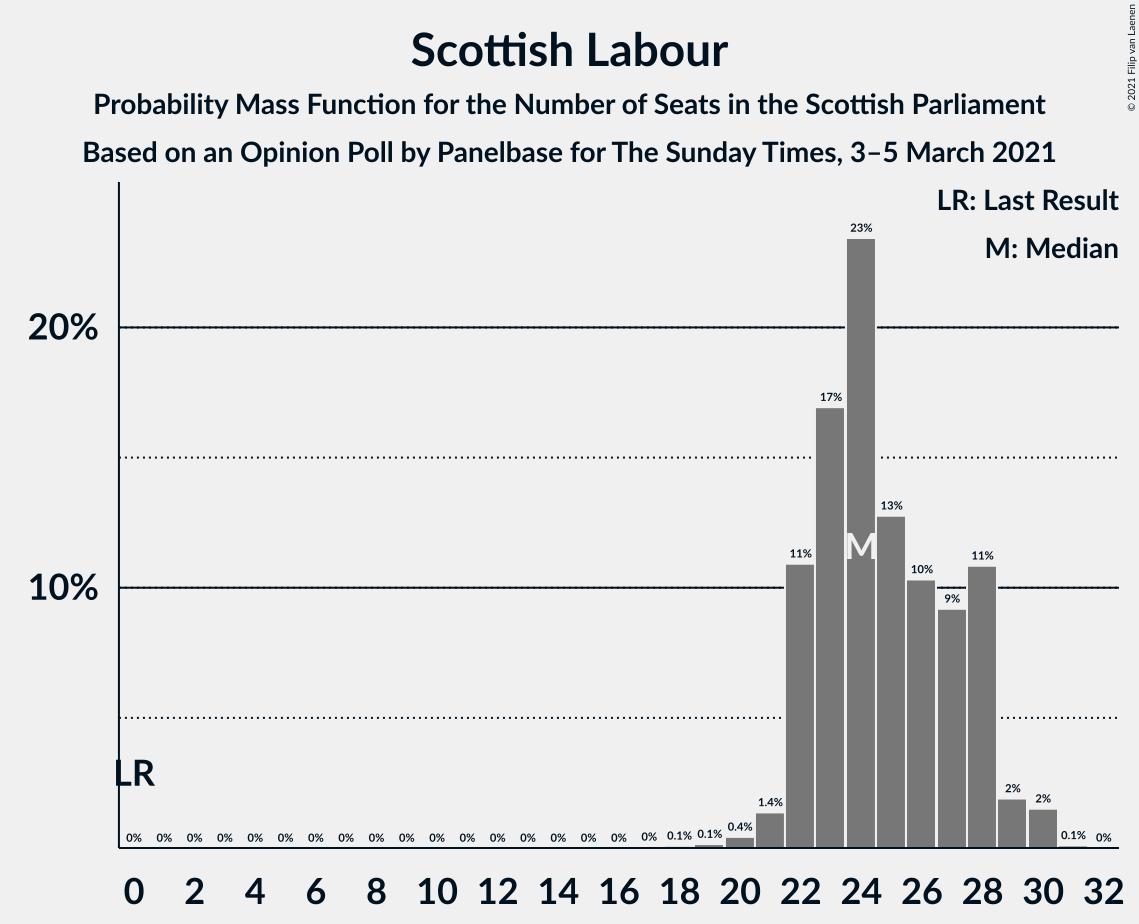 Scottish Labour
Probability Mass Function for the Number of Seats in the Scottish Parliament
Based on an Opinion Poll by Panelbase for The Sunday Times, 3–5 March 2021
© 2021 Filip van Laenen
LR: Last Result
M: Median
23%
20%
17%
13%
11%
M
11%
10%
10%
9%
LR
1.4%
2%
2%
0% 0% 0% 0% 0% 0% 0% 0% 0% 0% 0% 0% 0% 0% 0% 0% 0% 0% 0.1% 0.1% 0.4% 0.1% 0%
0 2 4 6 8 10 12 14 16 18 20 22 24 26 28 30 32